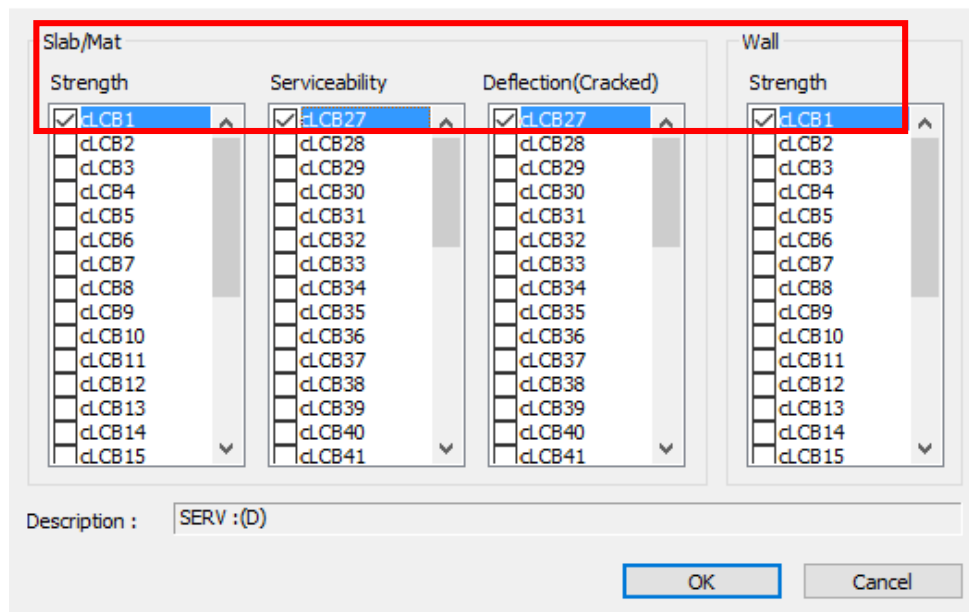 Slab/Mat Wall
Strength Serviceability Deflection(Cracked) Strength
cLCB1 cLCB27 cLCB27 cLCB1
cLCB2 cLCB28 cLCB28 cLCB2
cLCB3 cLCB29 cLCB29 cLCB3
cLCB4 cLCB30 cLCB30 cLCB4
cLCB5 cLCB31 cLCB31 cLCB5
cLCB6 cLCB32 cLCB32 cLCB6
cLCB7 cLCB33 cLCB33 cLCB7
cLCB8 cLCB34 cLCB34 cLCB8
cLCB9 cLCB35 cLCB35 cLCB9
cLCB10 cLCB36 cLCB36 cLCB10
cLCB11 cLCB37 cLCB37 cLCB11
cLCB12 cLCB38 cLCB38 cLCB12
cLCB13 cLCB39 cLCB39 cLCB13
cLCB14 cLCB40 cLCB40 cLCB14
cLCB15 cLCB41 cLCB41 cLCB15
Description : SERV :(D)
OK Cancel